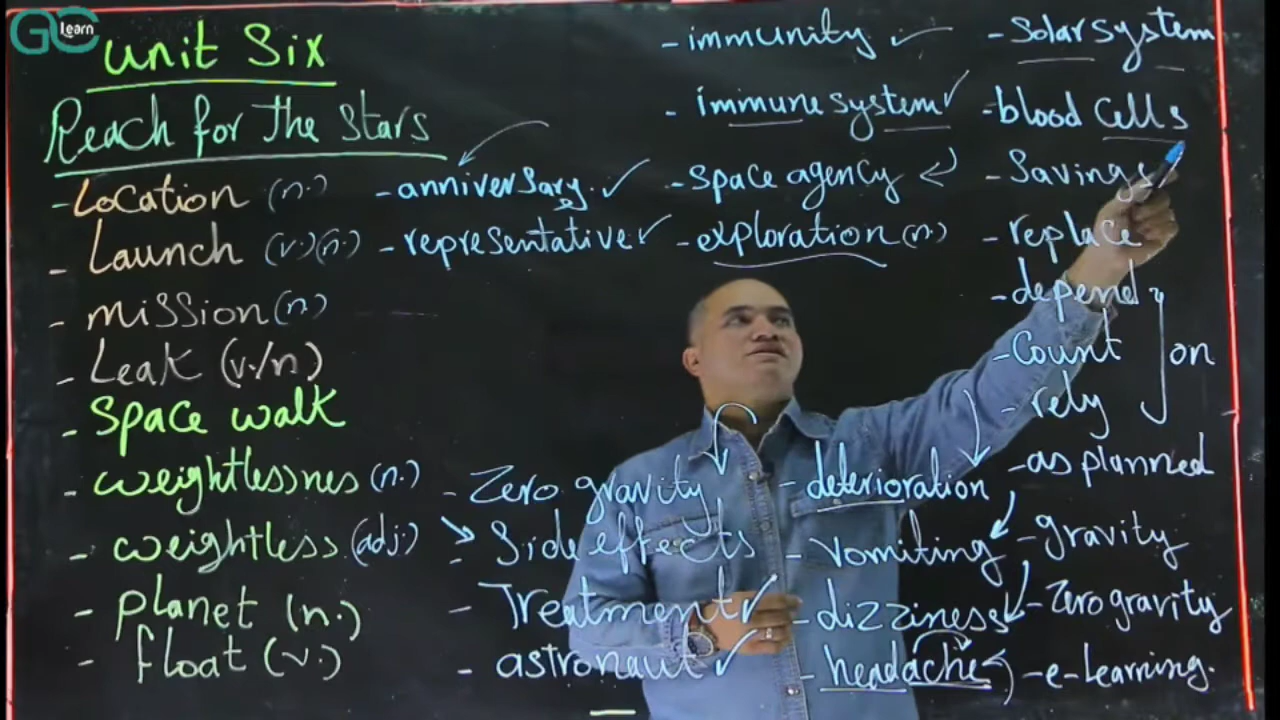 GC Learn
unit Six
Reach for the Stars
- Location (n.)
- Launch (v.)(n.)
- mission (n)
- Leak (v./n)
- Space walk
- weightlessnes (n.)
- weightless (adj.)
- planet (n.)
- float (v.)
- anniversary. ✓
- representative ✓
- Zero gravity
- Side effects
- Treatment ✓
- astronaut ✓
- immunity ✓
- immune system ✓
- space agency ✓
- exploration (n)
- deterioration
- vomiting
- dizziness
- headache
- Solar system
- blood cells
- Savings
- replace
- depend
- Count } on
- rely
- as planned
- gravity
- Zero gravity
- e-Learning.